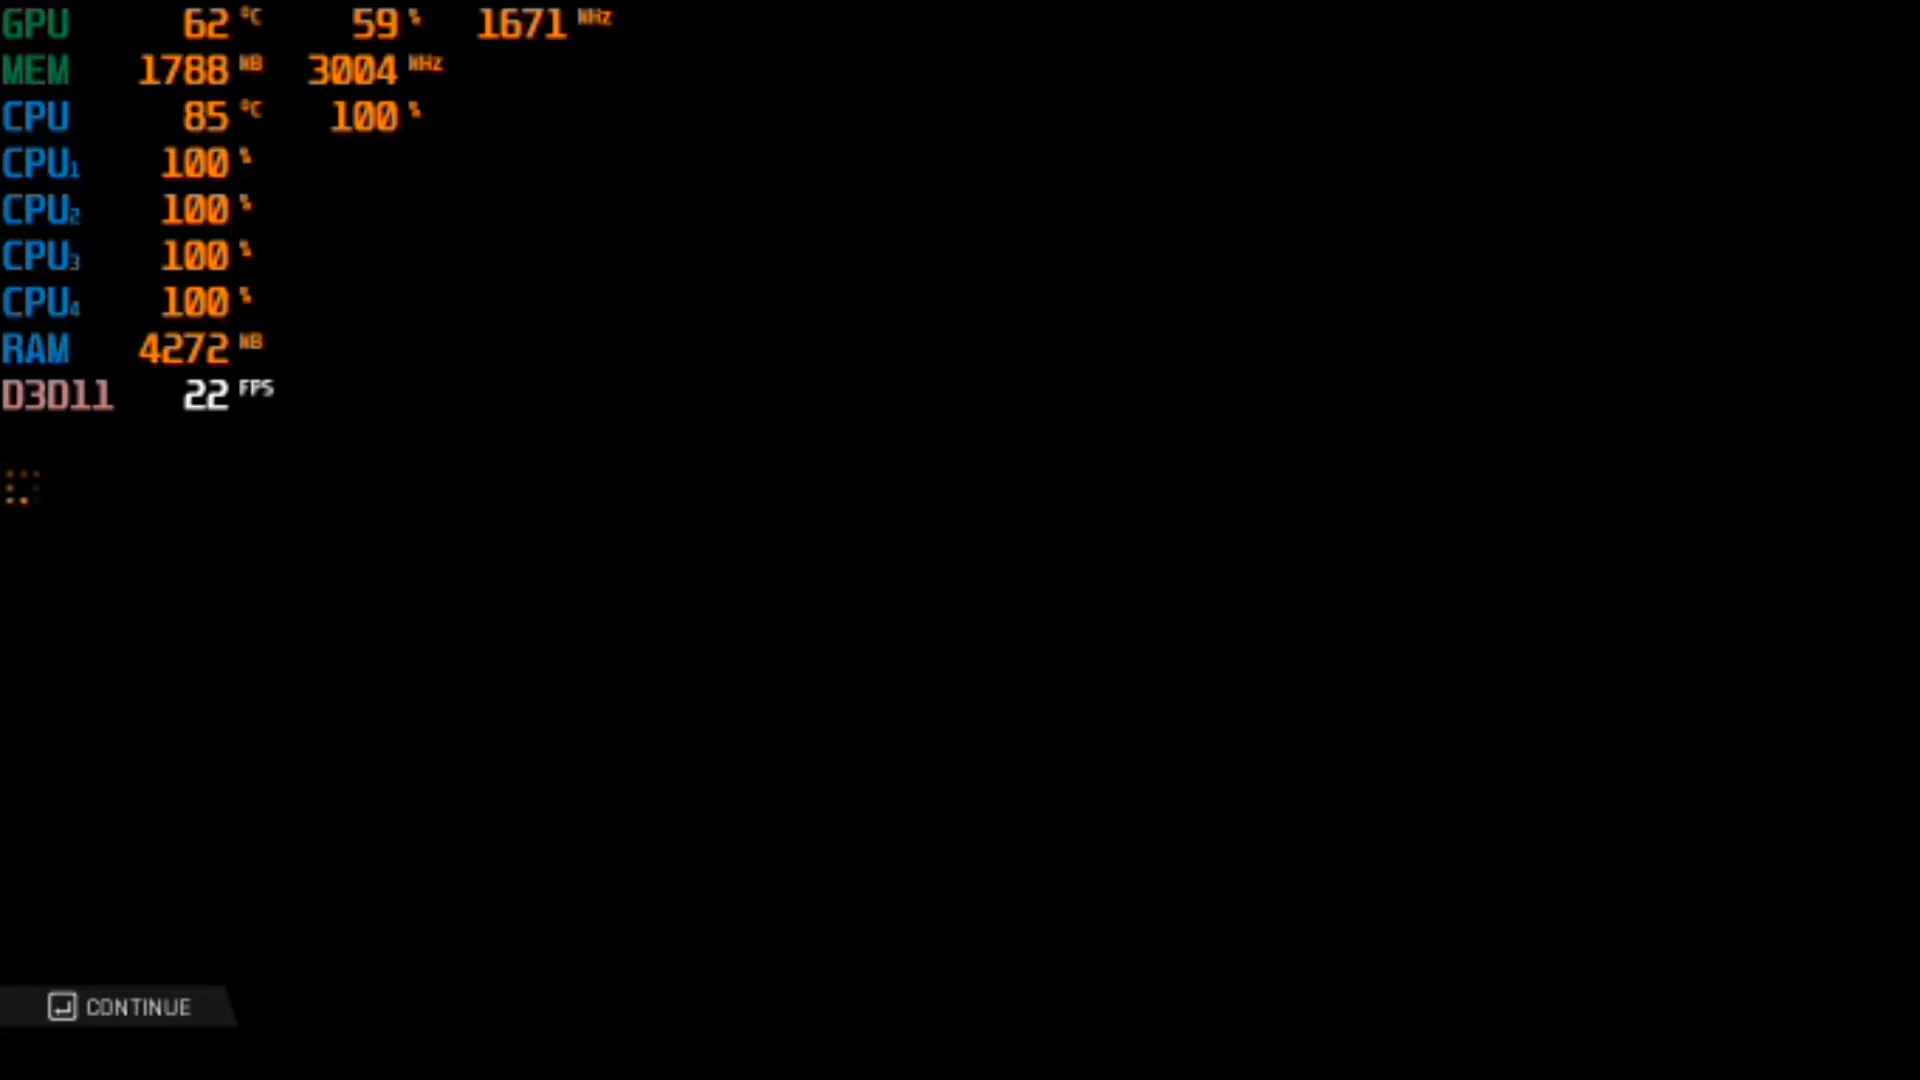 GPU 62 °C 59 % 1671 MHz
MEM 1788 MB 3004 MHz
CPU 85 °C 100 %
CPU1 100 %
CPU2 100 %
CPU3 100 %
CPU4 100 %
RAM 4272 MB
D3D11 22 FPS
CONTINUE